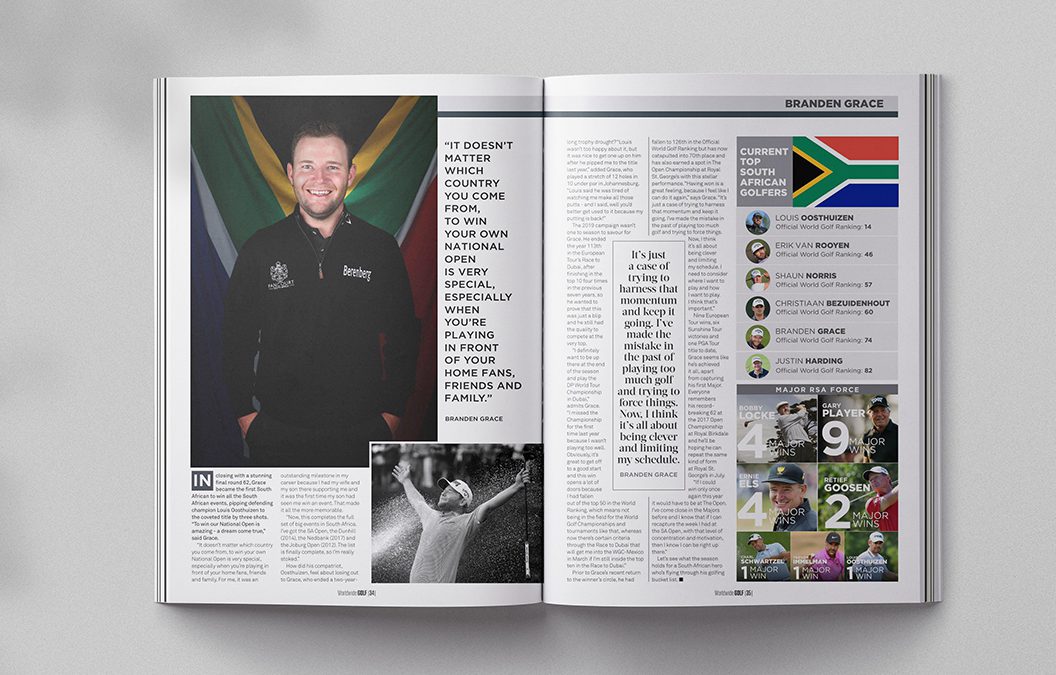 "IT DOESN'T
MATTER
WHICH
COUNTRY
YOU COME
FROM,
TO WIN
YOUR OWN
NATIONAL
OPEN
IS VERY
SPECIAL,
ESPECIALLY
WHEN
YOU'RE
PLAYING
IN FRONT
OF YOUR
HOME FANS,
FRIENDS AND
FAMILY."
BRANDEN GRACE
Berenberg
FANCOURT
IN closing with a stunning
final round 62, Grace
became the first South
African to win all the South
African events, pipping defending
champion Louis Oosthuizen to
the coveted title by three shots.
"To win our National Open is
amazing - a dream come true,"
said Grace.
"It doesn't matter which country
you come from, to win your own
National Open is very special,
especially when you're playing in
front of your home fans, friends
and family. For me, it was an
outstanding milestone in my
career because I had my wife and
my son there supporting me and
it was the first time my son had
seen me win an event. That made
it all the more memorable.
"Now, this completes the full
set of big events in South Africa.
I've got the SA Open, the Dunhill
(2014), the Nedbank (2017) and
the Joburg Open (2012). The list
is finally complete, so I'm really
stoked."
How did his compatriot,
Oosthuizen, feel about losing out
to Grace, who ended a two-year-
Worldwide GOLF |34|
BRANDEN GRACE
long trophy drought? "Louis
wasn't too happy about it, but
it was nice to get one up on him
after he pipped me to the title
last year," added Grace, who
played a stretch of 12 holes in
10 under par in Johannesburg.
"Louis said he was tired of
watching me make all those
putts - and I said, well you'd
better get used to it because my
putting is back!"
The 2019 campaign wasn't
one to season to savour for
Grace. He ended
the year 113th
in the European
Tour's Race to
Dubai, after
finishing in the
top 10 four times
in the previous
seven years, so
he wanted to
prove that this
was just a blip
and he still had
the quality to
compete at the
very top.
"I definitely
want to be up
there at the end
of the season
and play the
DP World Tour
Championship
in Dubai,"
admits Grace.
"I missed the
Championship
for the first
time last year
because I wasn't
playing too well.
Obviously, it's
great to get off
to a good start
and this win
opens a lot of
doors because
I had fallen
out of the top 50 in the World
Ranking, which means not
being in the field for the World
Golf Championships and
tournaments like that, whereas
now there's certain criteria
through the Race to Dubai that
will get me into the WGC-Mexico
in March if I'm still inside the top
ten in the Race to Dubai."
Prior to Grace's recent return
to the winner's circle, he had
It's just
a case of
trying to
harness that
momentum
and keep it
going. I've
made the
mistake in
the past of
playing too
much golf
and trying to
force things.
Now, I think
it's all about
being clever
and limiting
my schedule.
BRANDEN GRACE
fallen to 126th in the Official
World Golf Ranking but has now
catapulted into 70th place and
has also earned a spot in The
Open Championship at Royal
St. George's with this stellar
performance. "Having won is a
great feeling, because I feel like I
can do it again," says Grace. "It's
just a case of trying to harness
that momentum and keep it
going. I've made the mistake in
the past of playing too much
golf and trying to force things.
Now, I think
it's all about
being clever
and limiting
my schedule. I
need to consider
where I want to
play and how
I want to play.
I think that's
important."
Nine European
Tour wins, six
Sunshine Tour
victories and
one PGA Tour
title to date,
Grace seems like
he's achieved
it all, apart
from capturing
his first Major.
Everyone
remembers
his record-
breaking 62 at
the 2017 Open
Championship
at Royal Birkdale
and he'll be
hoping he can
repeat the same
kind of form
at Royal St.
George's in July.
"If I could
win only once
again this year
it would have to be at The Open.
I've come close in the Majors
before and I know that if I can
recapture the week I had at
the SA Open, with that level of
concentration and motivation,
then I know I can be right up
there."
Let's see what the season
holds for a South African hero
who's flying through his golfing
bucket list.
CURRENT
TOP
SOUTH
AFRICAN
GOLFERS
LOUIS OOSTHUIZEN
Official World Golf Ranking: 14
ERIK VAN ROOYEN
Official World Golf Ranking: 46
SHAUN NORRIS
Official World Golf Ranking: 57
CHRISTIAAN BEZUIDENHOUT
Official World Golf Ranking: 60
BRANDEN GRACE
Official World Golf Ranking: 74
JUSTIN HARDING
Official World Golf Ranking: 82
MAJOR RSA FORCE
BOBBY
LOCKE
4 MAJOR
WINS
GARY
PLAYER
9 MAJOR
WINS
ERNIE
ELS
4 MAJOR
WINS
RETIEF
GOOSEN
2 MAJOR
WINS
CHARL
SCHWARTZEL
1 MAJOR
WIN
TREVOR
IMMELMAN
1 MAJOR
WIN
LOUIS
OOSTHUIZEN
1 MAJOR
WIN
Worldwide GOLF |35|